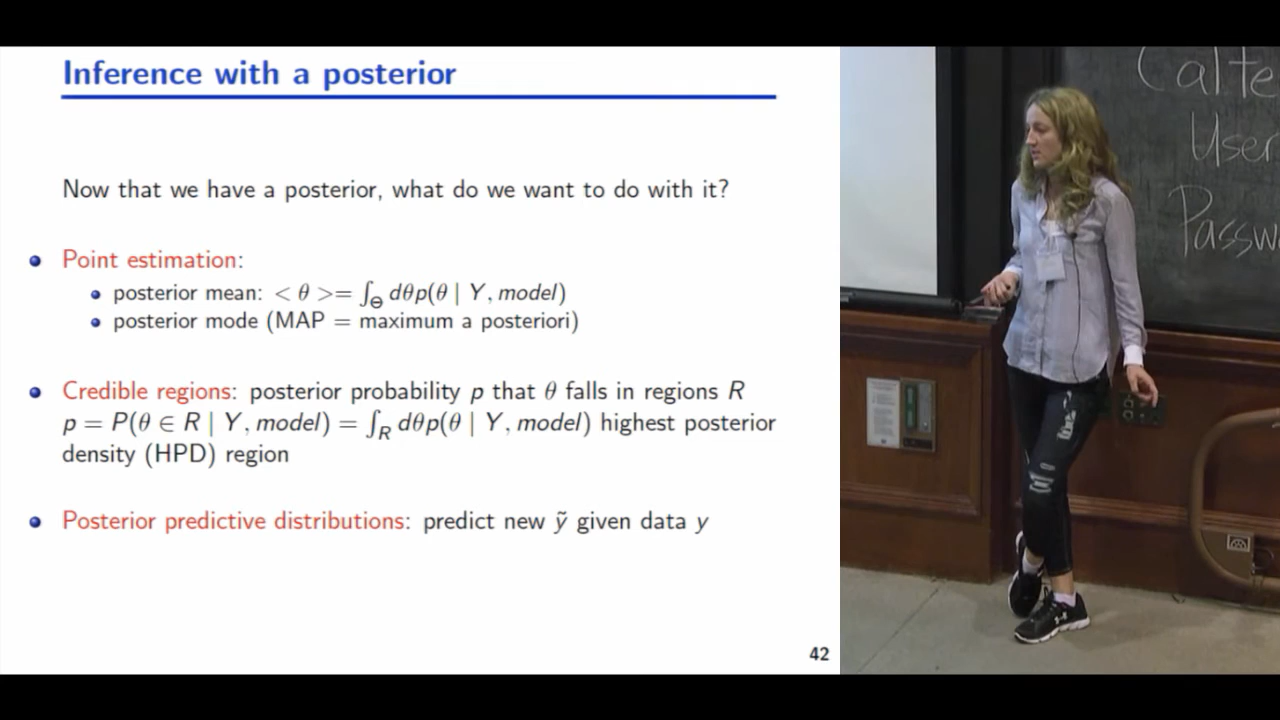 Inference with a posterior
Now that we have a posterior, what do we want to do with it?
Point estimation:
posterior mean: < θ >= ∫_Θ dθp(θ | Y, model)
posterior mode (MAP = maximum a posteriori)
Credible regions: posterior probability p that θ falls in regions R
p = P(θ ∈ R | Y, model) = ∫_R dθp(θ | Y, model) highest posterior
density (HPD) region
Posterior predictive distributions: predict new ỹ given data y
42
Calte
User
Passw